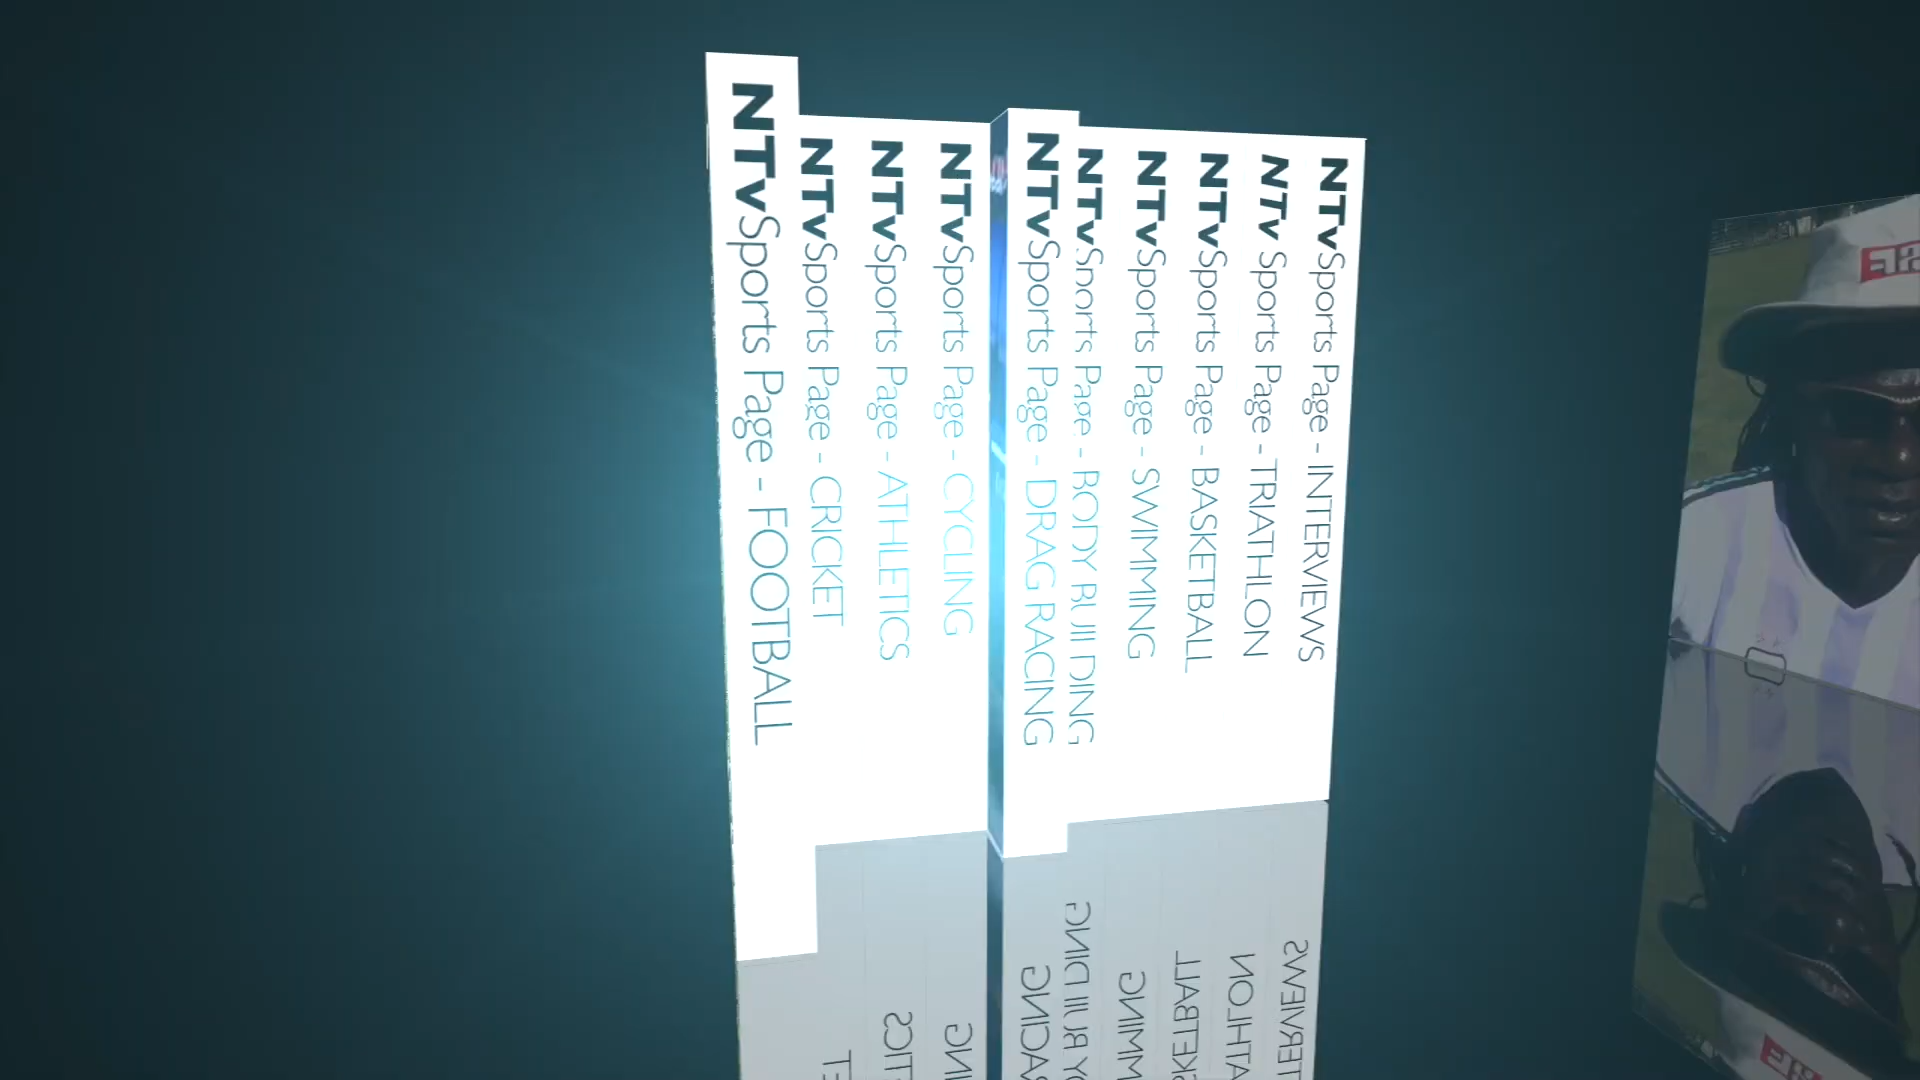 NTvSports Page - FOOTBALL
NTvSports Page - CRICKET
NTvSports Page - ATHLETICS
NTvSports Page - CYCLING
NTvSports Page - DRAG RACING
NTvSports Page - BODY BUILDING
NTvSports Page - SWIMMING
NTvSports Page - BASKETBALL
NTv Sports Page - TRIATHLON
NTvSports Page - INTERVIEWS